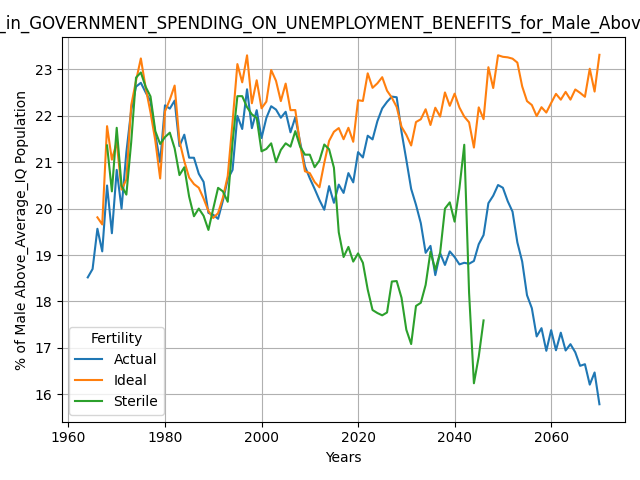 _in_GOVERNMENT_SPENDING_ON_UNEMPLOYMENT_BENEFITS_for_Male_Abov
% of Male Above_Average_IQ Population
23
22
21
20
19
18
17
16
Fertility
Actual
Ideal
Sterile
1960 1980 2000 2020 2040 2060
Years